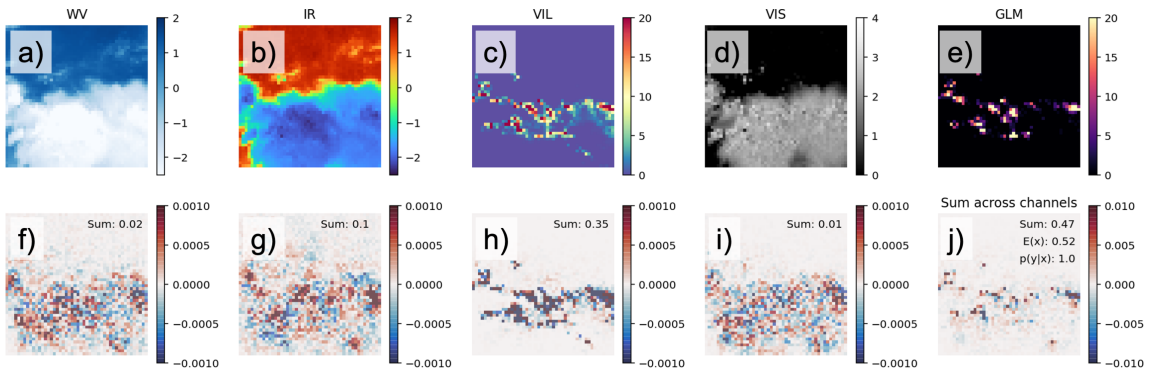 WV
IR
VIL
VIS
GLM
a)
b)
c)
d)
e)
2
1
0
−1
−2
2
1
0
−1
−2
20
15
10
5
0
4
3
2
1
0
20
15
10
5
0
Sum across channels
f)
Sum: 0.02
g)
Sum: 0.1
h)
Sum: 0.35
i)
Sum: 0.01
j)
Sum: 0.47
E(x): 0.52
p(y|x): 1.0
0.0010
0.0005
0.0000
−0.0005
−0.0010
0.0010
0.0005
0.0000
−0.0005
−0.0010
0.0010
0.0005
0.0000
−0.0005
−0.0010
0.0010
0.0005
0.0000
−0.0005
−0.0010
0.010
0.005
0.000
−0.005
−0.010